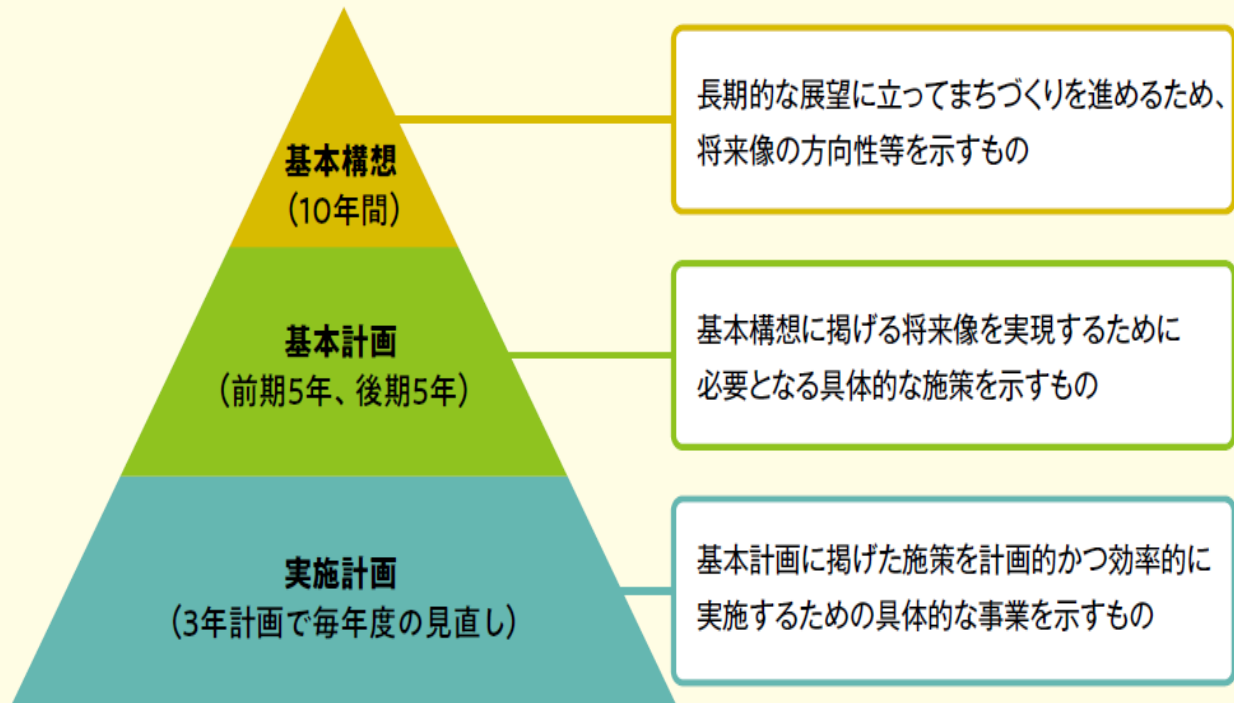 基本構想
（10年間）
長期的な展望に立ってまちづくりを進めるため、
将来像の方向性等を示すもの
基本計画
（前期5年、後期5年）
基本構想に掲げる将来像を実現するために
必要となる具体的な施策を示すもの
実施計画
（3年計画で毎年度の見直し）
基本計画に掲げた施策を計画的かつ効率的に
実施するための具体的な事業を示すもの